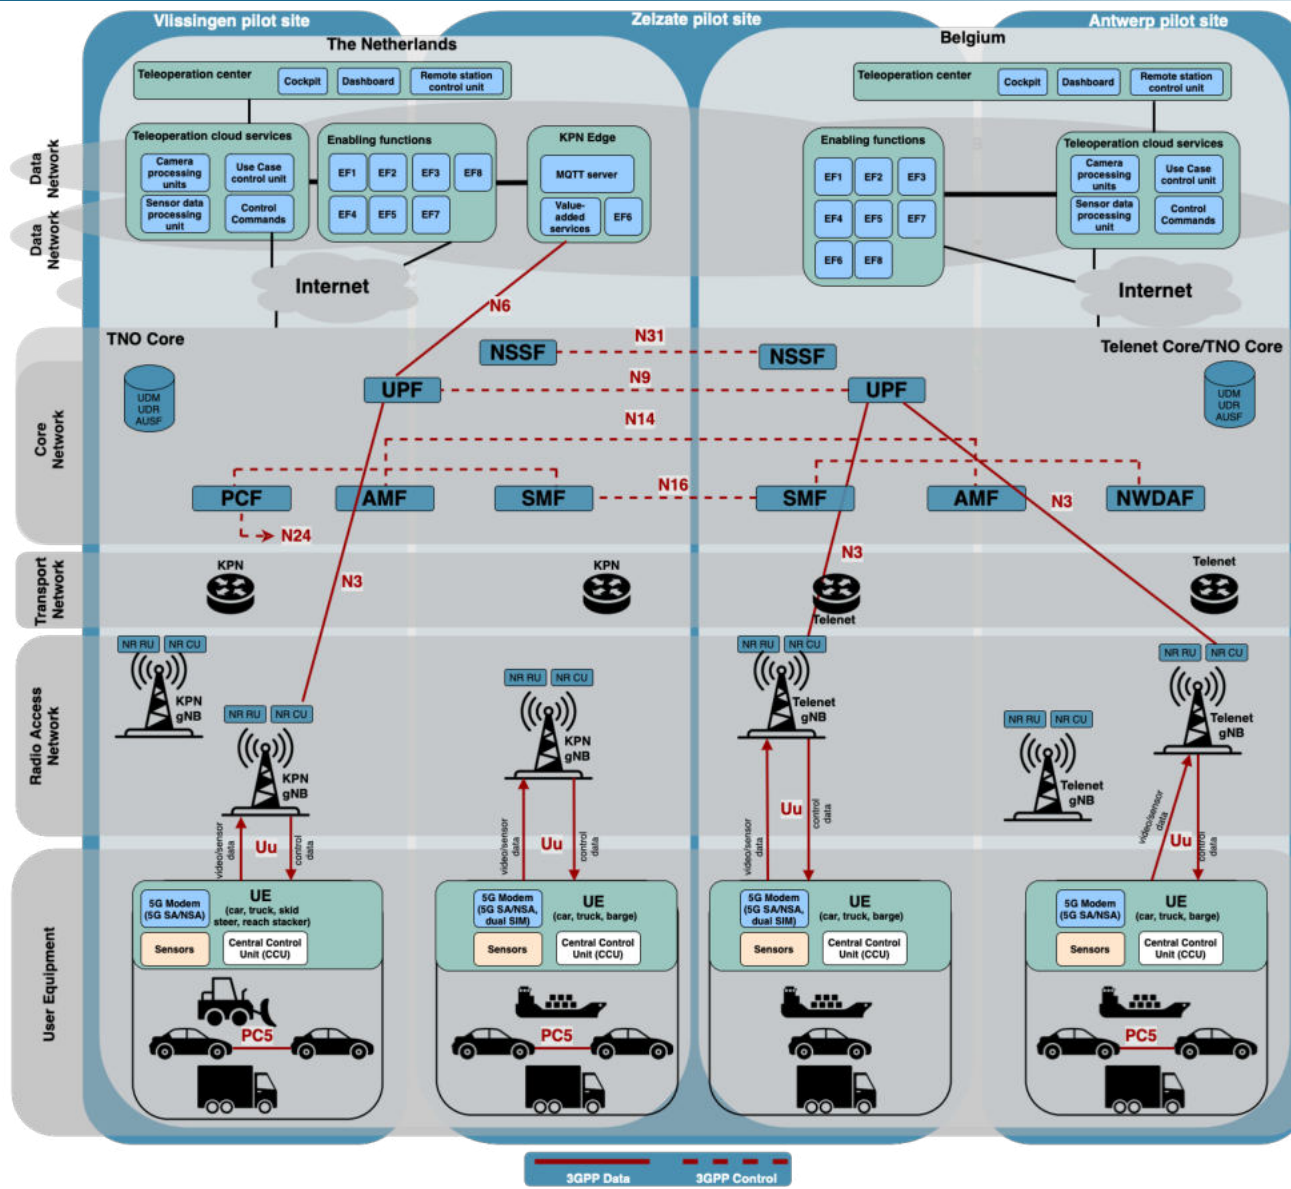 Vlissingen pilot site
Zelzate pilot site
Antwerp pilot site
The Netherlands
Belgium
Teleoperation center
Cockpit
Dashboard
Remote station
control unit
Teleoperation center
Cockpit
Dashboard
Remote station
control unit
Data
Network
Data
Network
Teleoperation cloud services
Camera
processing
units
Use Case
control unit
Sensor data
processing
unit
Control
Commands
Enabling functions
EF1
EF2
EF3
EF8
EF4
EF5
EF7
KPN Edge
MQTT server
Value-
added
services
EF6
Enabling functions
EF1
EF2
EF3
EF4
EF5
EF7
EF6
EF8
Teleoperation cloud services
Camera
processing
units
Use Case
control unit
Sensor data
processing
unit
Control
Commands
Internet
Internet
N6
Core
Network
TNO Core
Telenet Core/TNO Core
UDM
UDR
AUSF
UDM
UDR
AUSF
NSSF
N31
NSSF
UPF
N9
UPF
N14
PCF
AMF
SMF
N16
SMF
AMF
NWDAF
N24
N3
N3
N3
Transport
Network
KPN
KPN
Telenet
Telenet
Radio Access
Network
NR RU
NR CU
KPN
gNB
NR RU
NR CU
KPN
gNB
NR RU
NR CU
KPN
gNB
NR RU
NR CU
Telenet
gNB
NR RU
NR CU
Telenet
gNB
NR RU
NR CU
Telenet
gNB
video/sensor
data
Uu
control
data
video/sensor
data
Uu
control
data
video/sensor
data
Uu
control
data
video/sensor
data
Uu
control
data
User Equipment
5G Modem
(5G SA/NSA)
UE
(car, truck, skid
steer, reach stacker)
Sensors
Central Control
Unit (CCU)
PC5
5G Modem
(5G SA/NSA,
dual SIM)
UE
(car, truck, barge)
Sensors
Central Control
Unit (CCU)
PC5
5G Modem
(5G SA/NSA,
dual SIM)
UE
(car, truck, barge)
Sensors
Central Control
Unit (CCU)
5G Modem
(5G SA/NSA)
UE
(car, truck, barge)
Sensors
Central Control
Unit (CCU)
PC5
3GPP Data
3GPP Control